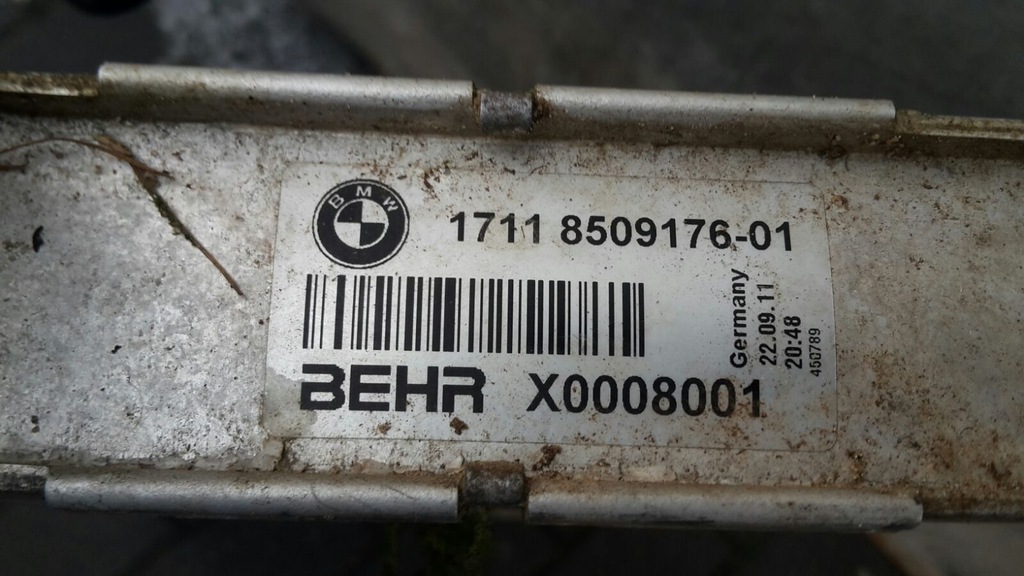 BMW
1711 8509176-01
Germany
22.09.11
20:48
450789
BEHR X0008001